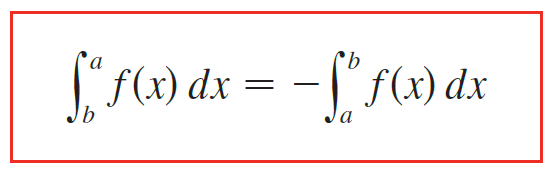 ∫_b^a f(x) dx = −∫_a^b f(x) dx